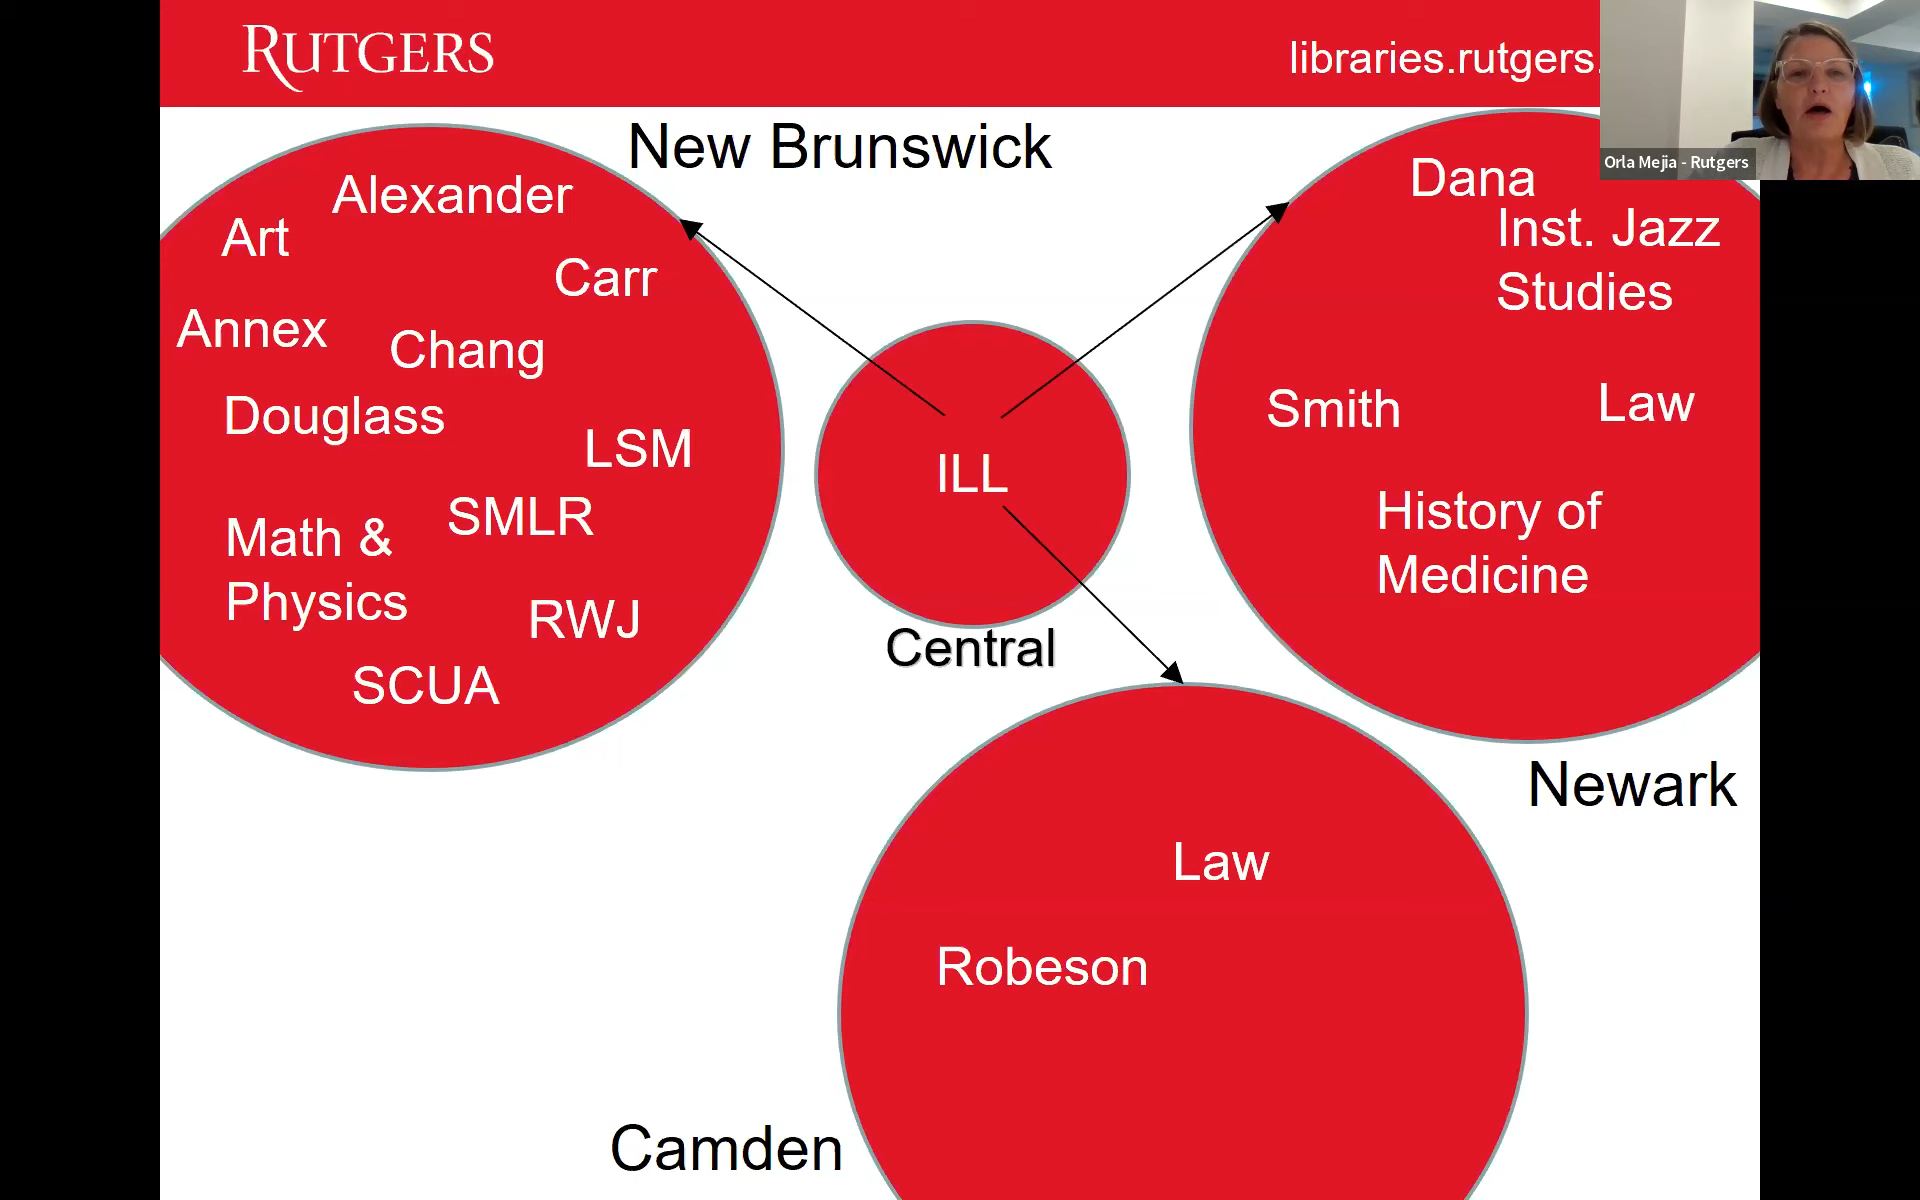 RUTGERS
libraries.rutgers.
Orla Mejia - Rutgers
New Brunswick
Alexander
Art
Carr
Annex
Chang
Douglass
LSM
SMLR
Math &
Physics
RWJ
SCUA
ILL
Central
Dana
Inst. Jazz
Studies
Smith
Law
History of
Medicine
Newark
Law
Robeson
Camden